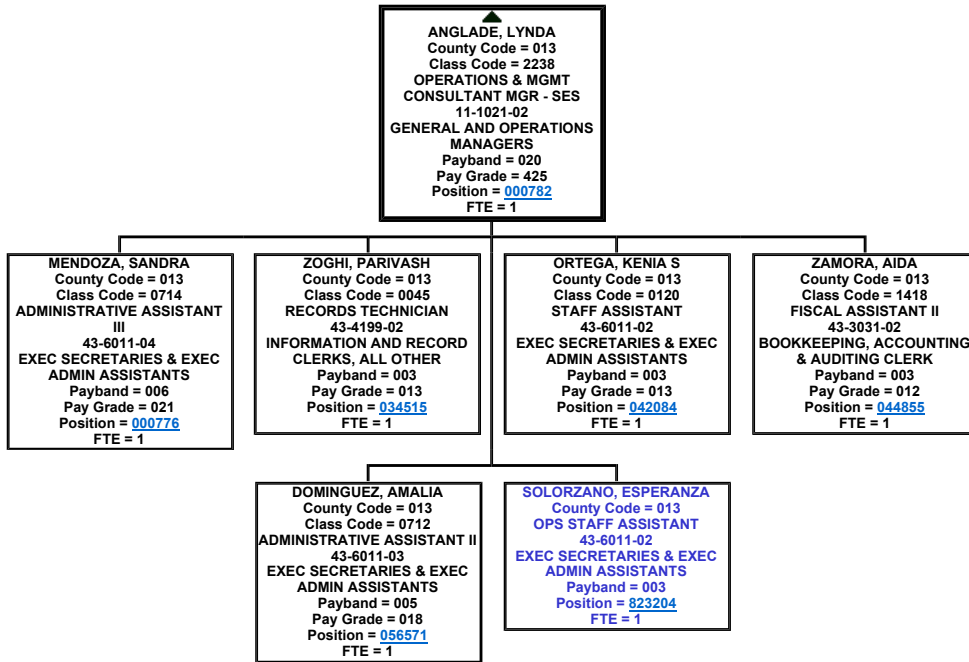 ANGLADE, LYNDA
County Code = 013
Class Code = 2238
OPERATIONS & MGMT
CONSULTANT MGR - SES
11-1021-02
GENERAL AND OPERATIONS
MANAGERS
Payband = 020
Pay Grade = 425
Position = 000782
FTE = 1
MENDOZA, SANDRA
County Code = 013
Class Code = 0714
ADMINISTRATIVE ASSISTANT
III
43-6011-04
EXEC SECRETARIES & EXEC
ADMIN ASSISTANTS
Payband = 006
Pay Grade = 021
Position = 000776
FTE = 1
ZOGHI, PARIVASH
County Code = 013
Class Code = 0045
RECORDS TECHNICIAN
43-4199-02
INFORMATION AND RECORD
CLERKS, ALL OTHER
Payband = 003
Pay Grade = 013
Position = 034515
FTE = 1
ORTEGA, KENIA S
County Code = 013
Class Code = 0120
STAFF ASSISTANT
43-6011-02
EXEC SECRETARIES & EXEC
ADMIN ASSISTANTS
Payband = 003
Pay Grade = 013
Position = 042084
FTE = 1
ZAMORA, AIDA
County Code = 013
Class Code = 1418
FISCAL ASSISTANT II
43-3031-02
BOOKKEEPING, ACCOUNTING
& AUDITING CLERK
Payband = 003
Pay Grade = 012
Position = 044855
FTE = 1
DOMINGUEZ, AMALIA
County Code = 013
Class Code = 0712
ADMINISTRATIVE ASSISTANT II
43-6011-03
EXEC SECRETARIES & EXEC
ADMIN ASSISTANTS
Payband = 005
Pay Grade = 018
Position = 056571
FTE = 1
SOLORZANO, ESPERANZA
County Code = 013
OPS STAFF ASSISTANT
43-6011-02
EXEC SECRETARIES & EXEC
ADMIN ASSISTANTS
Payband = 003
Position = 823204
FTE = 1